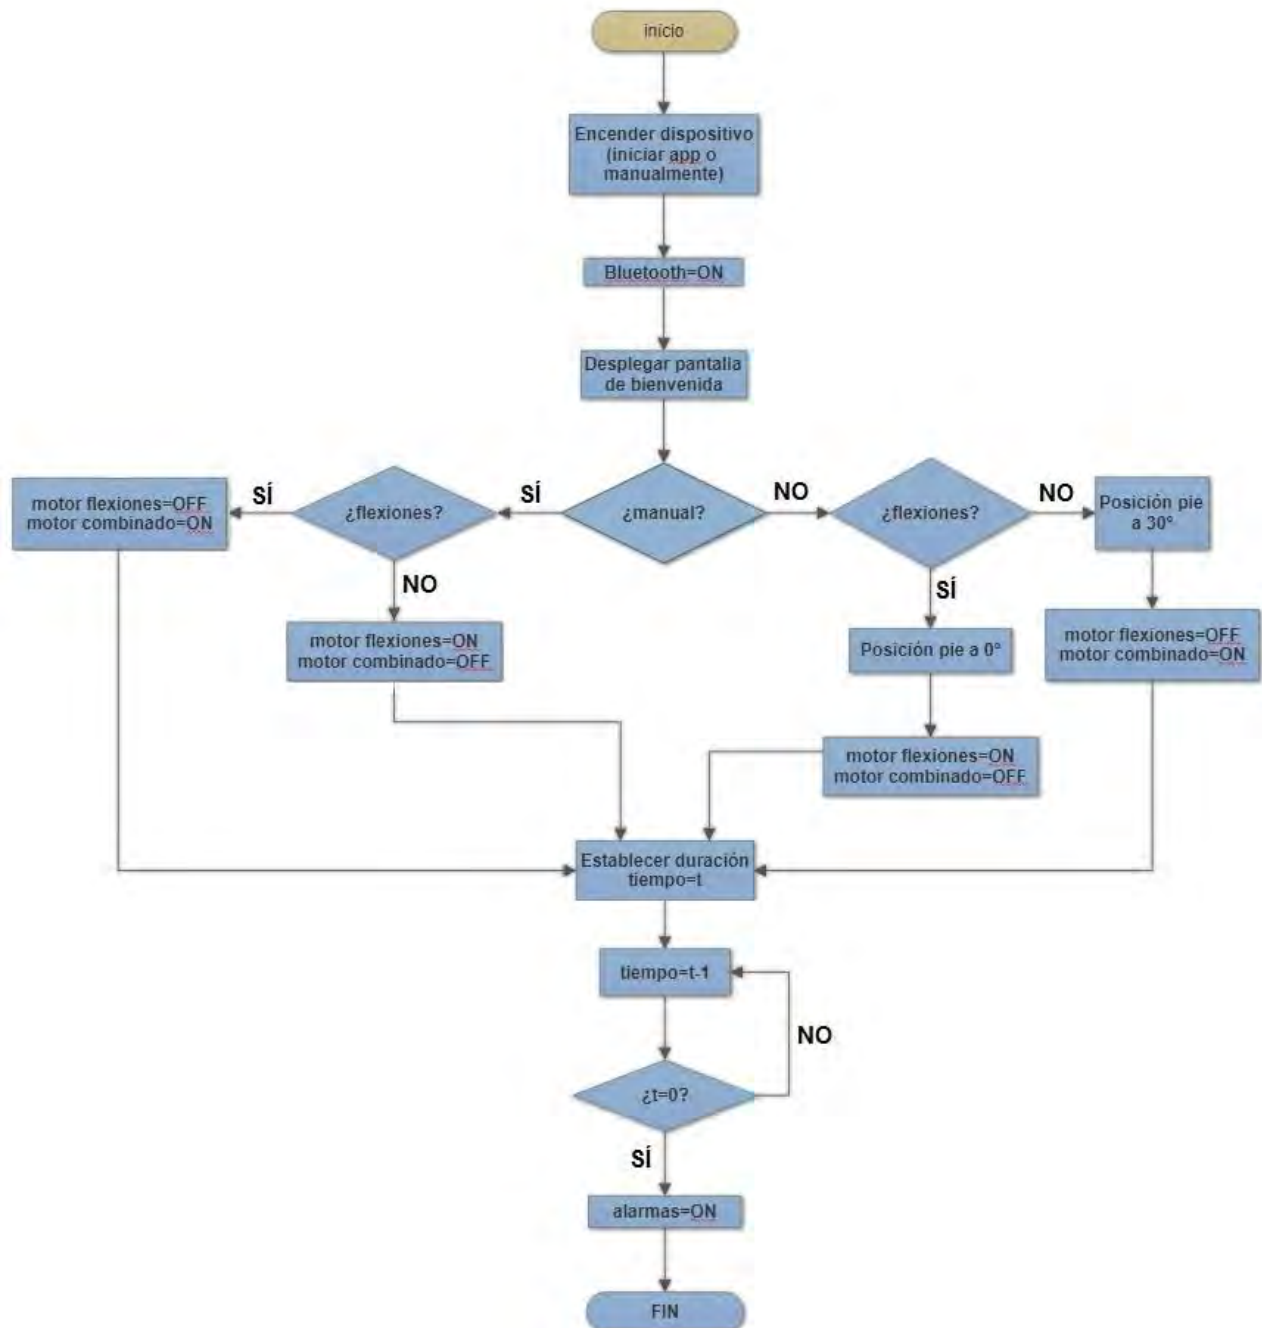 inicio
Encender dispositivo
(iniciar app o
manualmente)
Bluetooth=ON
Desplegar pantalla
de bienvenida
¿manual?
SÍ
NO
¿flexiones?
SÍ
NO
motor flexiones=OFF
motor combinado=ON
motor flexiones=ON
motor combinado=OFF
¿flexiones?
NO
SÍ
Posición pie
a 30º
motor flexiones=OFF
motor combinado=ON
Posición pie a 0º
motor flexiones=ON
motor combinado=OFF
Establecer duración
tiempo=t
tiempo=t-1
NO
¿t=0?
SÍ
alarmas=ON
FIN